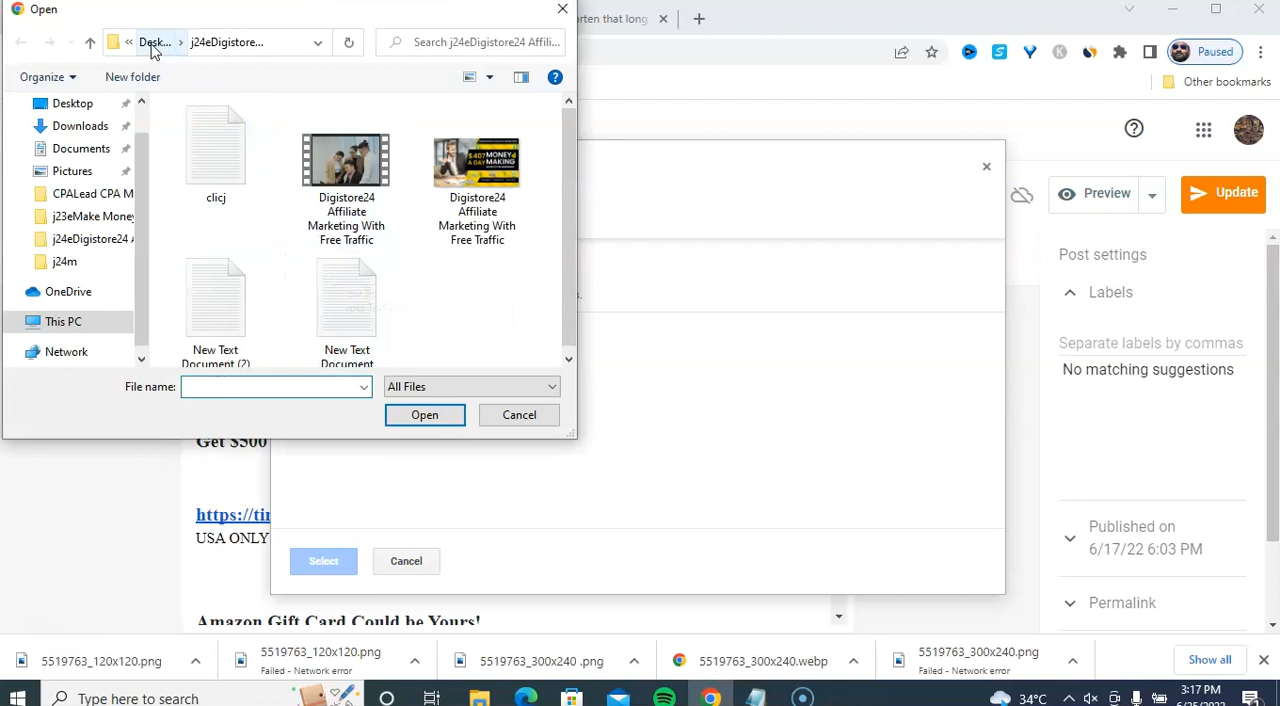 Open
arten that long
« Desk... › j24eDigistore...
Search j24eDigistore24 Affili...
Paused
Organize
New folder
Other bookmarks
Desktop
Downloads
Documents
Pictures
CPALead CPA M
j23eMake Mone
j24eDigistore24 A
j24m
OneDrive
This PC
Network
clicj
$407 MONEY
A DAY MAKING
Digistore24
Affiliate
Marketing With
Free Traffic
Digistore24
Affiliate
Marketing With
Free Traffic
New Text
Document (2)
New Text
Document
File name:
All Files
Open
Cancel
Preview
Update
Post settings
Labels
Separate labels by commas
No matching suggestions
Published on
6/17/22 6:03 PM
Permalink
s.
Get $500
https://tin
USA ONLY
Select
Cancel
Amazon Gift Card Could be Yours!
5519763_120x120.png
5519763_120x120.png
Failed - Network error
5519763_300x240 .png
5519763_300x240.webp
5519763_300x240.png
Failed - Network error
Show all
Type here to search
34°C
3:17 PM